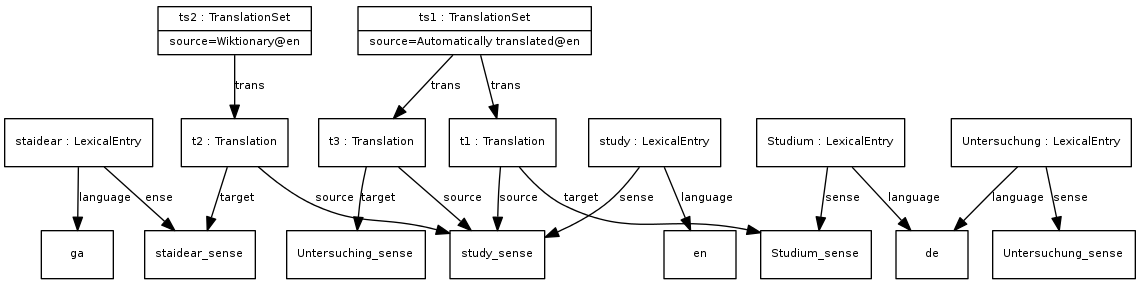 ts2 : TranslationSet
source=Wiktionary@en
ts1 : TranslationSet
source=Automatically translated@en
trans
trans
trans
staidear : LexicalEntry
t2 : Translation
t3 : Translation
t1 : Translation
study : LexicalEntry
Studium : LexicalEntry
Untersuchung : LexicalEntry
language
ense
target
source
target
source
source
target
sense
language
sense
language
language
sense
ga
staidear_sense
Untersuching_sense
study_sense
en
Studium_sense
de
Untersuchung_sense